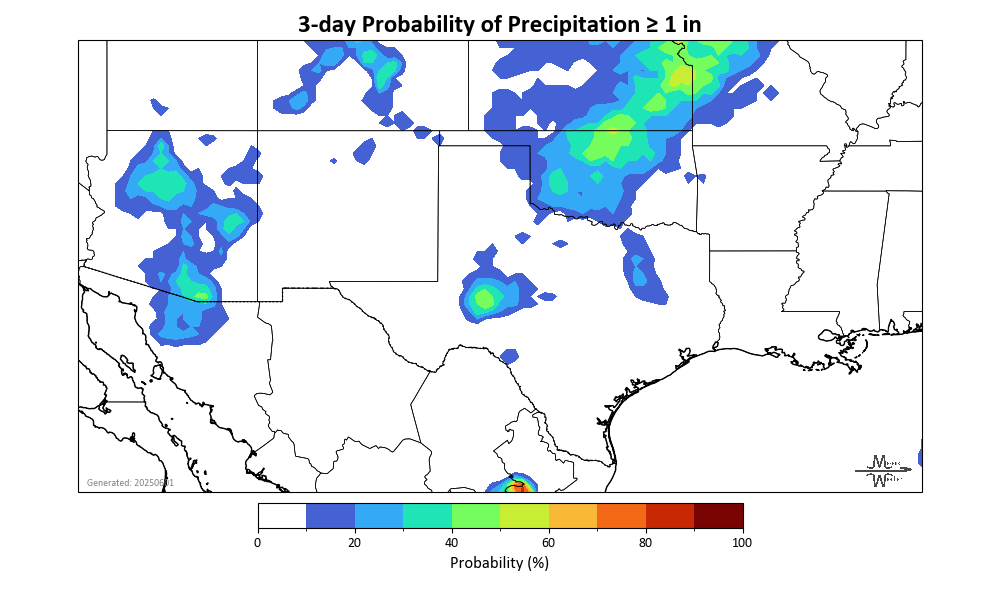 3-day Probability of Precipitation ≥ 1 in
Generated: 20250601
0 20 40 60 80 100
Probability (%)